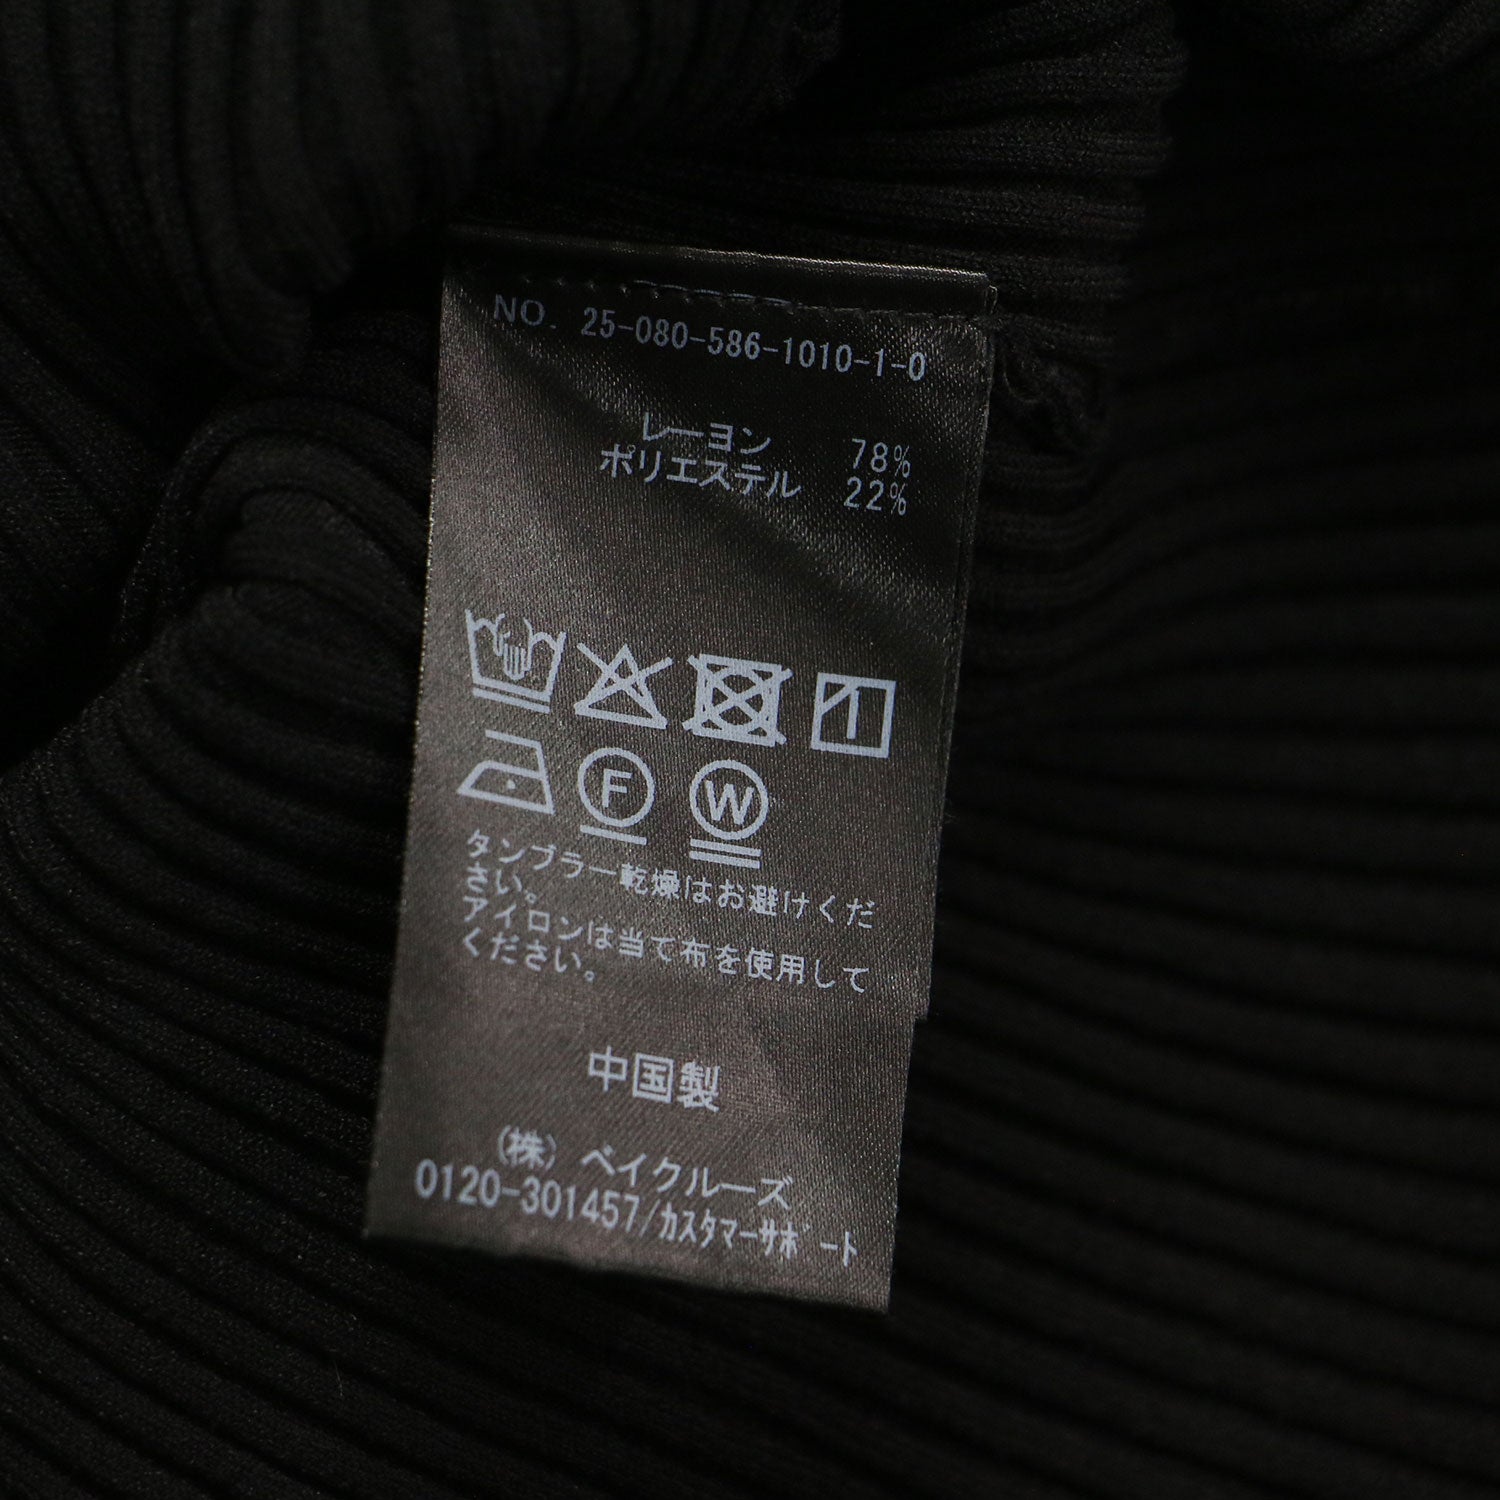 NO. 25-080-586-1010-1-0
レーヨン 78%
ポリエステル 22%
F W
タンブラー乾燥はお避けくだ
さい。
アイロンは当て布を使用して
ください。
中国製
(株) ベイクルーズ
0120-301457/カスタマーサポート